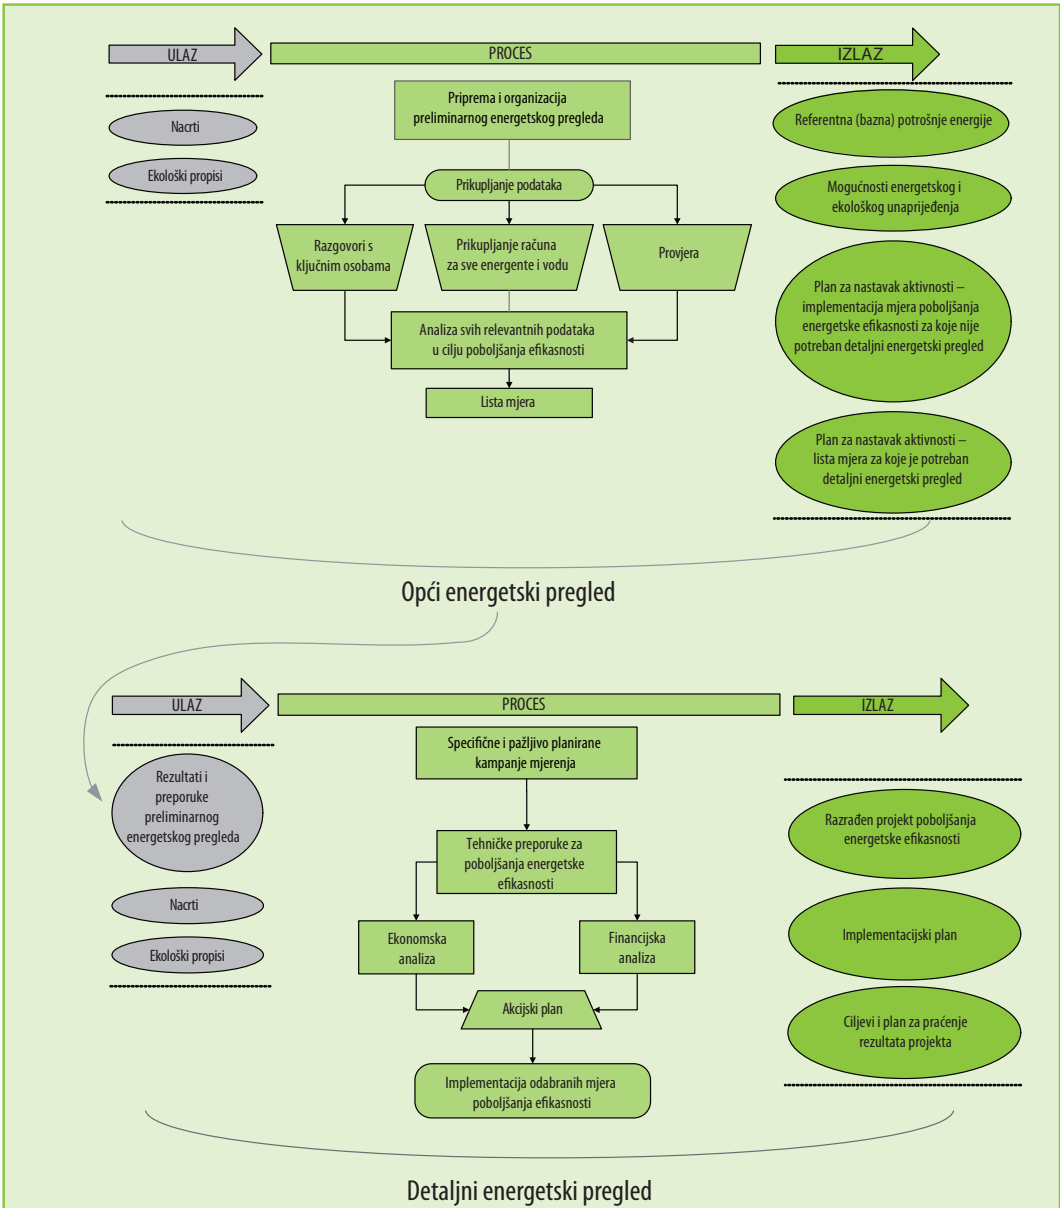 ULAZ
PROCES
IZLAZ
Nacrti
Ekološki propisi
Priprema i organizacija
preliminarnog energetskog pregleda
Prikupljanje podataka
Razgovori s
ključnim osobama
Prikupljanje računa
za sve energente i vodu
Provjera
Analiza svih relevantnih podataka
u cilju poboljšanja efikasnosti
Lista mjera
Referentna (bazna) potrošnje energije
Mogućnosti energetskog i
ekološkog unaprijeđenja
Plan za nastavak aktivnosti –
implementacija mjera poboljšanja
energetske efikasnosti za koje nije
potreban detaljni energetski pregled
Plan za nastavak aktivnosti –
lista mjera za koje je potreban
detaljni energetski pregled
Opći energetski pregled
ULAZ
PROCES
IZLAZ
Rezultati i
preporuke
preliminarnog
energetskog pregleda
Nacrti
Ekološki propisi
Specifične i pažljivo planirane
kampanje mjerenja
Tehničke preporuke za
poboljšanja energetske
efikasnosti
Ekonomska
analiza
Financijska
analiza
Akcijski plan
Implementacija odabranih mjera
poboljšanja efikasnosti
Razrađen projekt poboljšanja
energetske efikasnosti
Implementacijski plan
Ciljevi i plan za praćenje
rezultata projekta
Detaljni energetski pregled